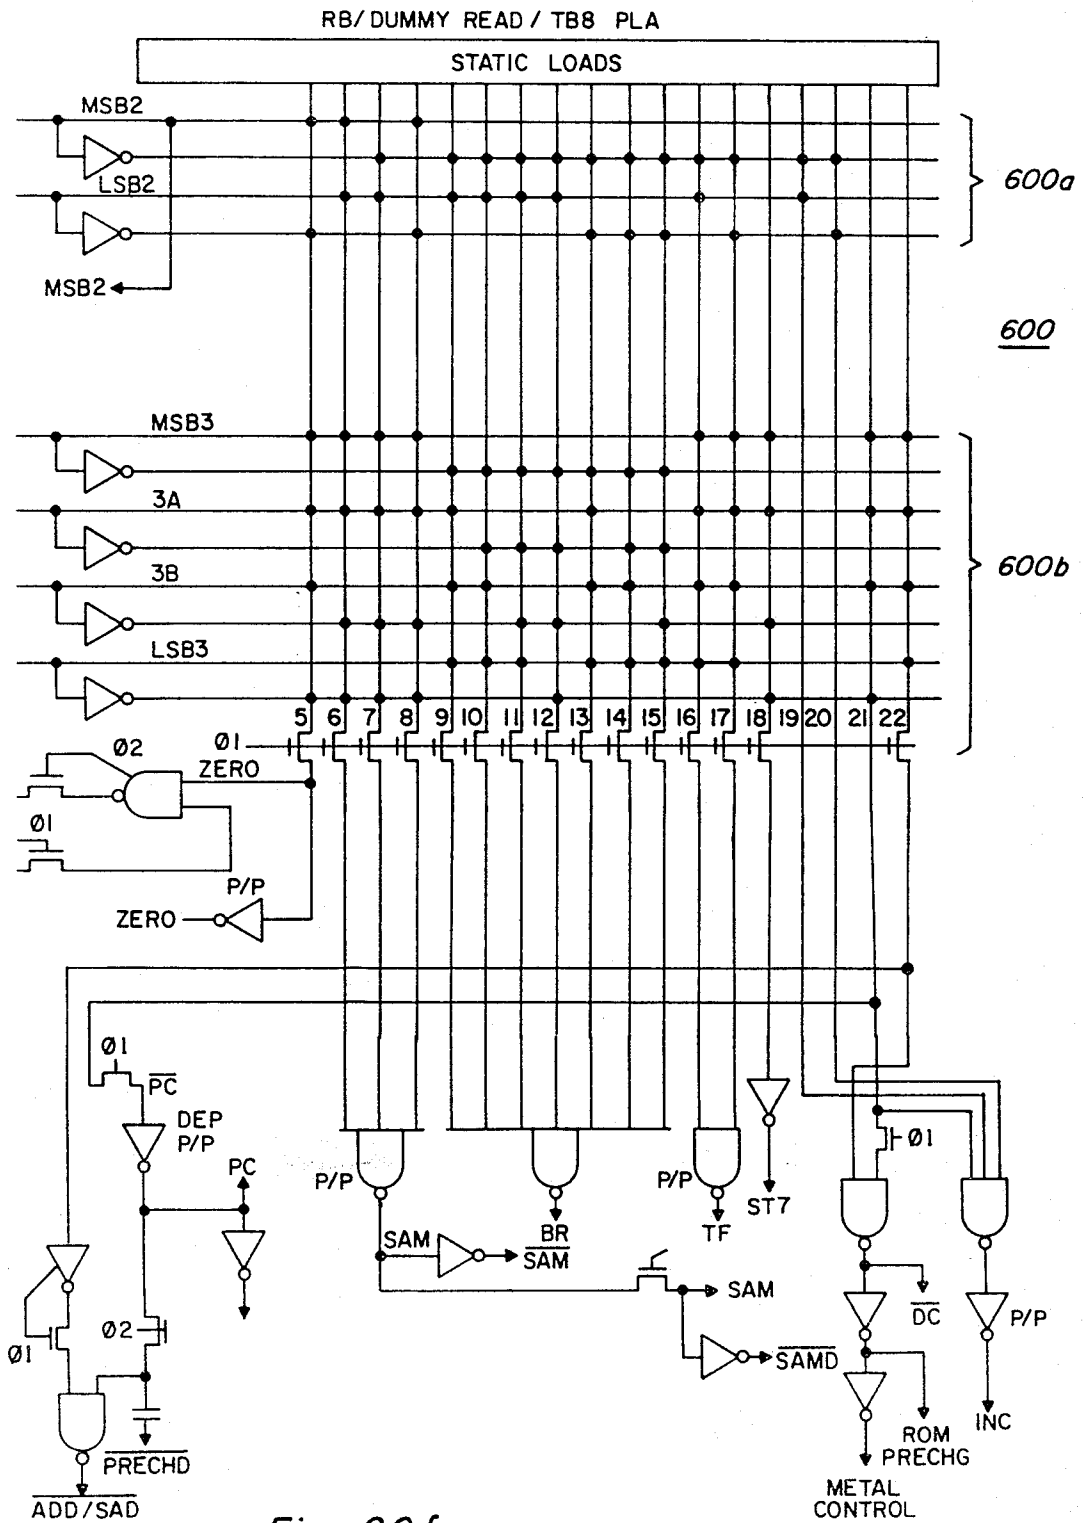 RB/DUMMY READ / TB8 PLA
STATIC LOADS
MSB2
LSB2
600a
MSB2
600
MSB3
3A
3B
600b
LSB3
5 6 7 8 9 10 11 12 13 14 15 16 17 18 19 20 21 22
Ø1
Ø2
ZERO
Ø1
P/P
ZERO
Ø1
PC
DEP
P/P
Ø1
PC
P/P
P/P
ST7
BR
TF
SAM
SAM
SAM
DC
P/P
Ø2
Ø1
SAMD
INC
ROM
PRECHG
PRECHD
METAL
CONTROL
ADD/SAD